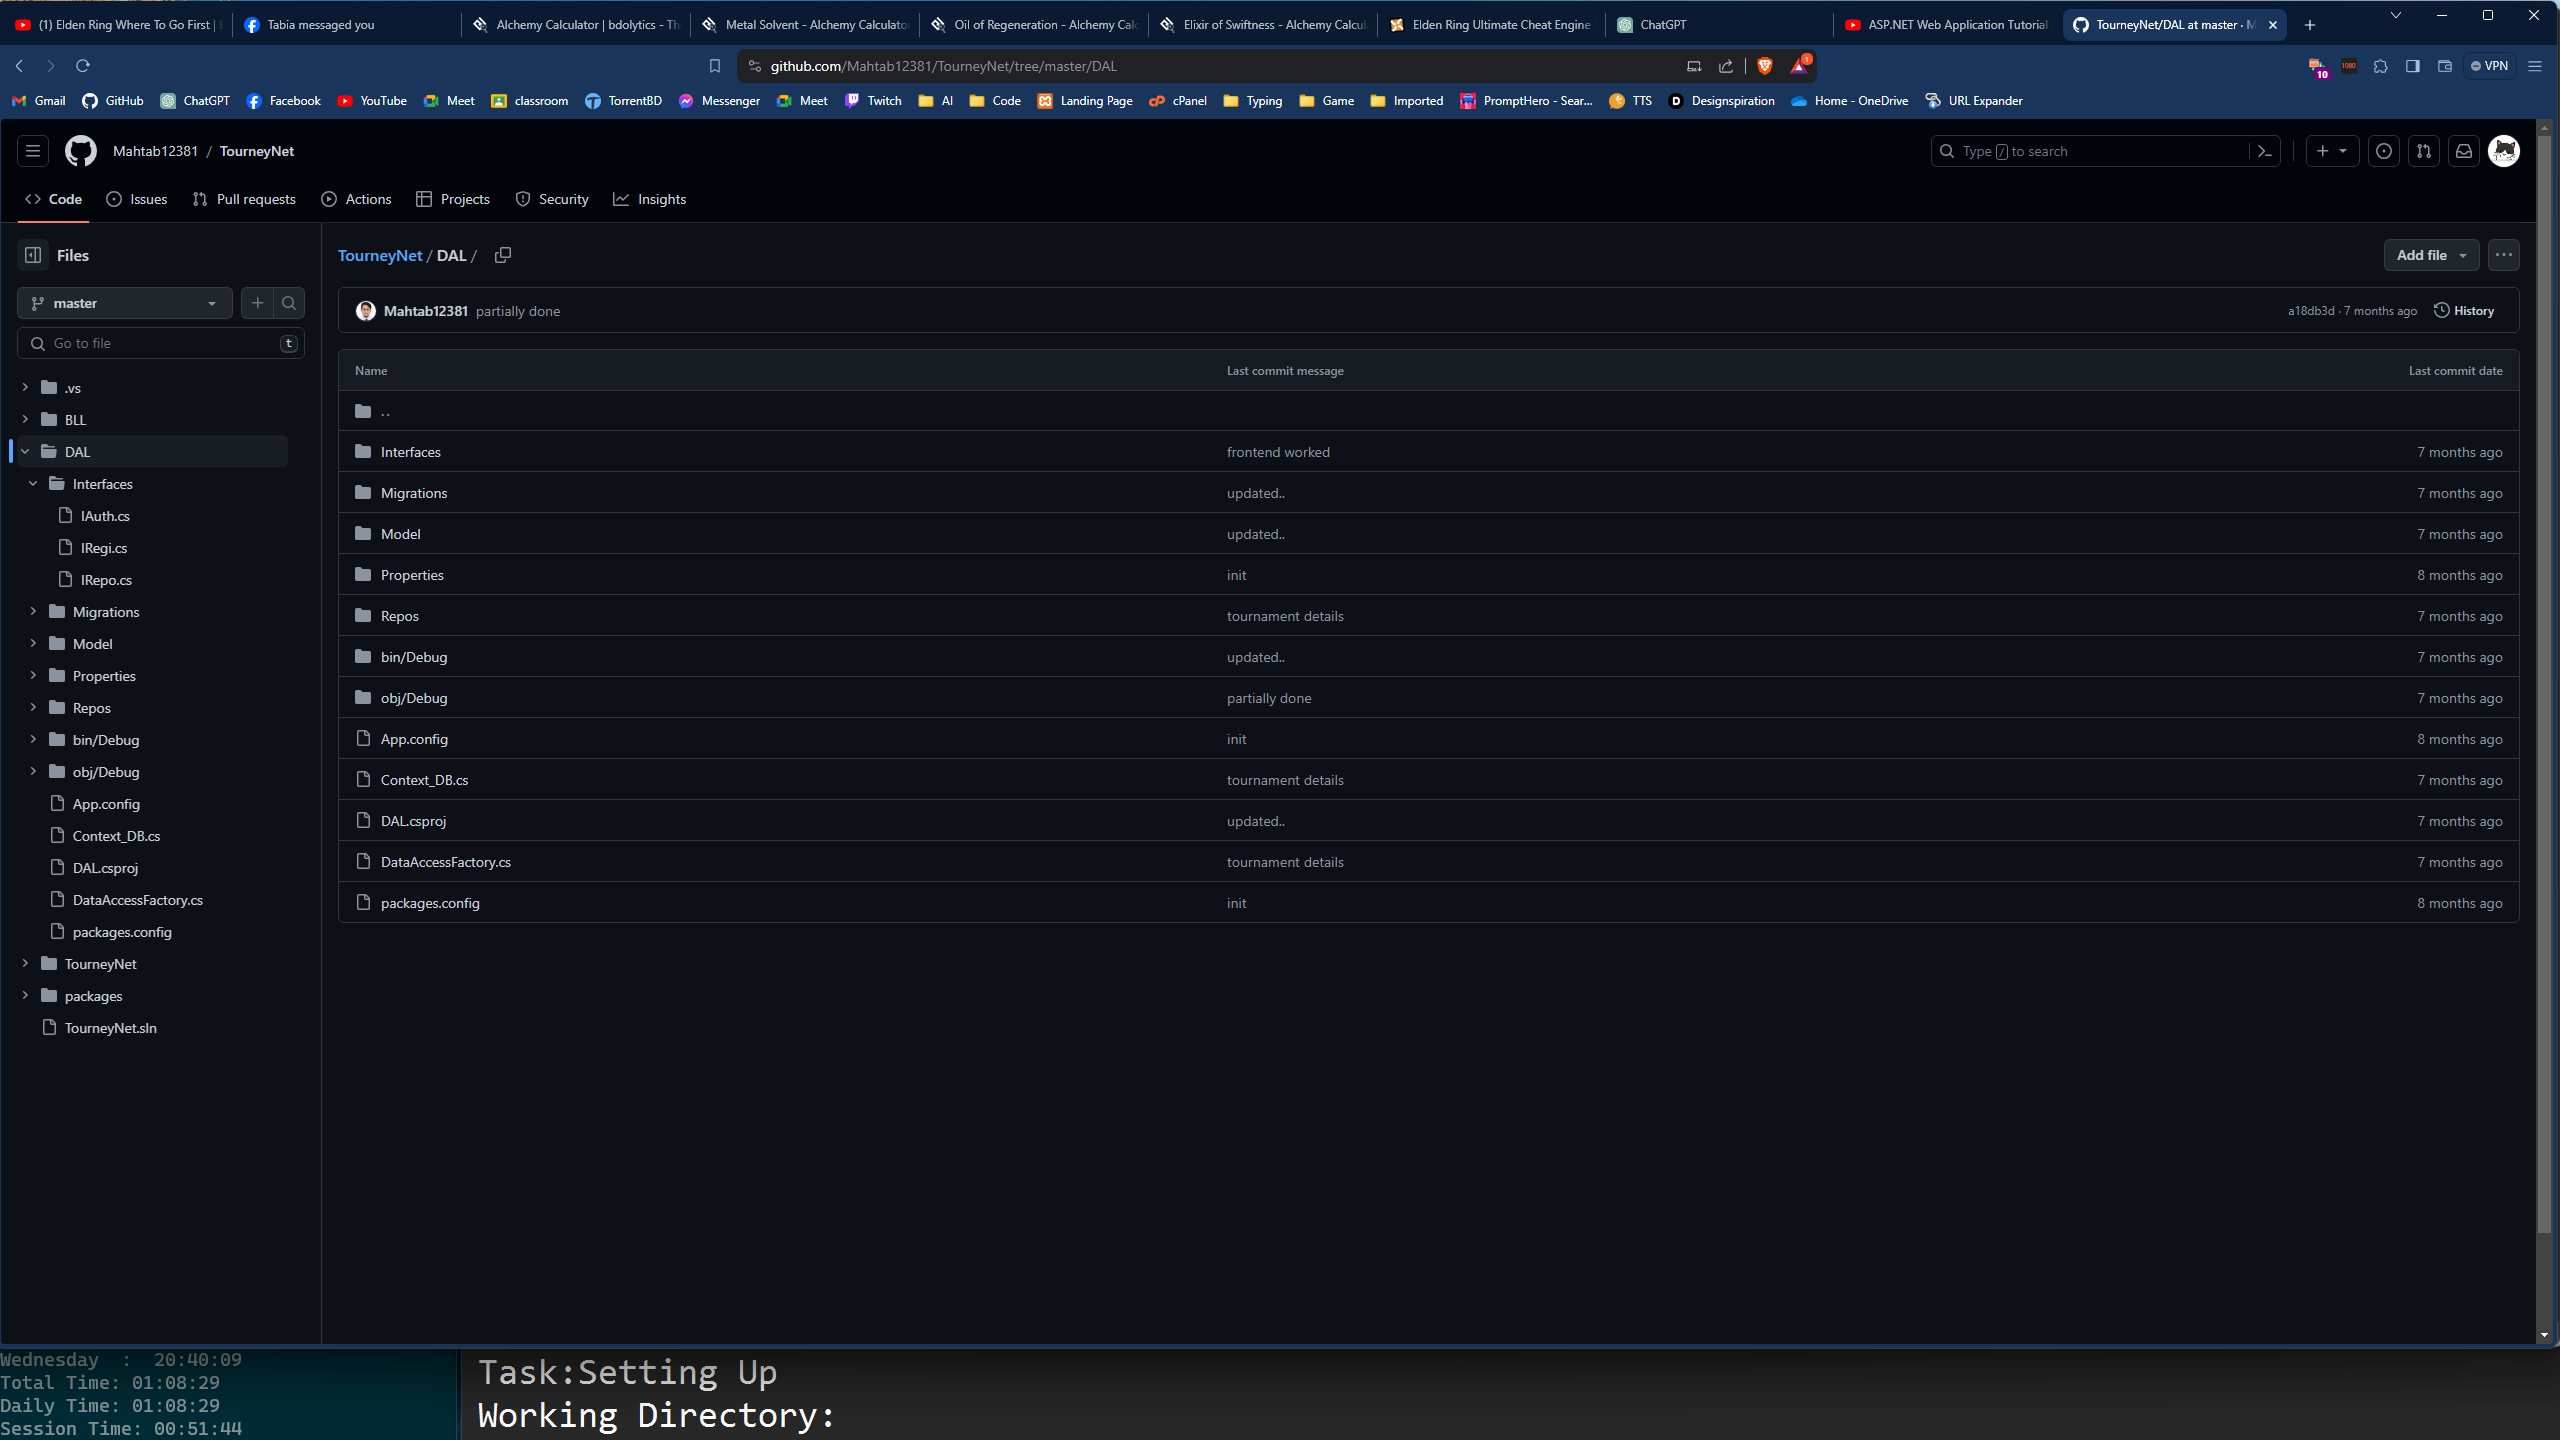 (1) Elden Ring Where To Go First |
Tabia messaged you
Alchemy Calculator | bdolytics - Th
Metal Solvent - Alchemy Calculator
Oil of Regeneration - Alchemy Calc
Elixir of Swiftness - Alchemy Calcul
Elden Ring Ultimate Cheat Engine
ChatGPT
ASP.NET Web Application Tutorial
TourneyNet/DAL at master · M
github.com/Mahtab12381/TourneyNet/tree/master/DAL
1
10
1080
VPN
Gmail
GitHub
ChatGPT
Facebook
YouTube
Meet
classroom
TorrentBD
Messenger
Meet
Twitch
AI
Code
Landing Page
cPanel
Typing
Game
Imported
PromptHero - Sear...
TTS
Designspiration
Home - OneDrive
URL Expander
Mahtab12381 / TourneyNet
Type / to search
Code
Issues
Pull requests
Actions
Projects
Security
Insights
Files
master
Go to file
t
.vs
BLL
DAL
Interfaces
IAuth.cs
IRegi.cs
IRepo.cs
Migrations
Model
Properties
Repos
bin/Debug
obj/Debug
App.config
Context_DB.cs
DAL.csproj
DataAccessFactory.cs
packages.config
TourneyNet
packages
TourneyNet.sln
TourneyNet / DAL /
Add file
Mahtab12381 partially done
a18db3d · 7 months ago
History
Name Last commit message Last commit date
..
Interfaces frontend worked 7 months ago
Migrations updated.. 7 months ago
Model updated.. 7 months ago
Properties init 8 months ago
Repos tournament details 7 months ago
bin/Debug updated.. 7 months ago
obj/Debug partially done 7 months ago
App.config init 8 months ago
Context_DB.cs tournament details 7 months ago
DAL.csproj updated.. 7 months ago
DataAccessFactory.cs tournament details 7 months ago
packages.config init 8 months ago
Wednesday : 20:40:09
Total Time: 01:08:29
Daily Time: 01:08:29
Session Time: 00:51:44
Task:Setting Up
Working Directory: